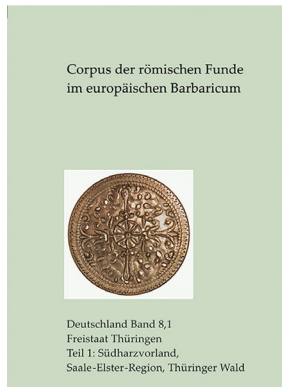 Corpus der römischen Funde
im europäischen Barbaricum
Deutschland Band 8,1
Freistaat Thüringen
Teil 1: Südharzvorland,
Saale-Elster-Region, Thüringer Wald